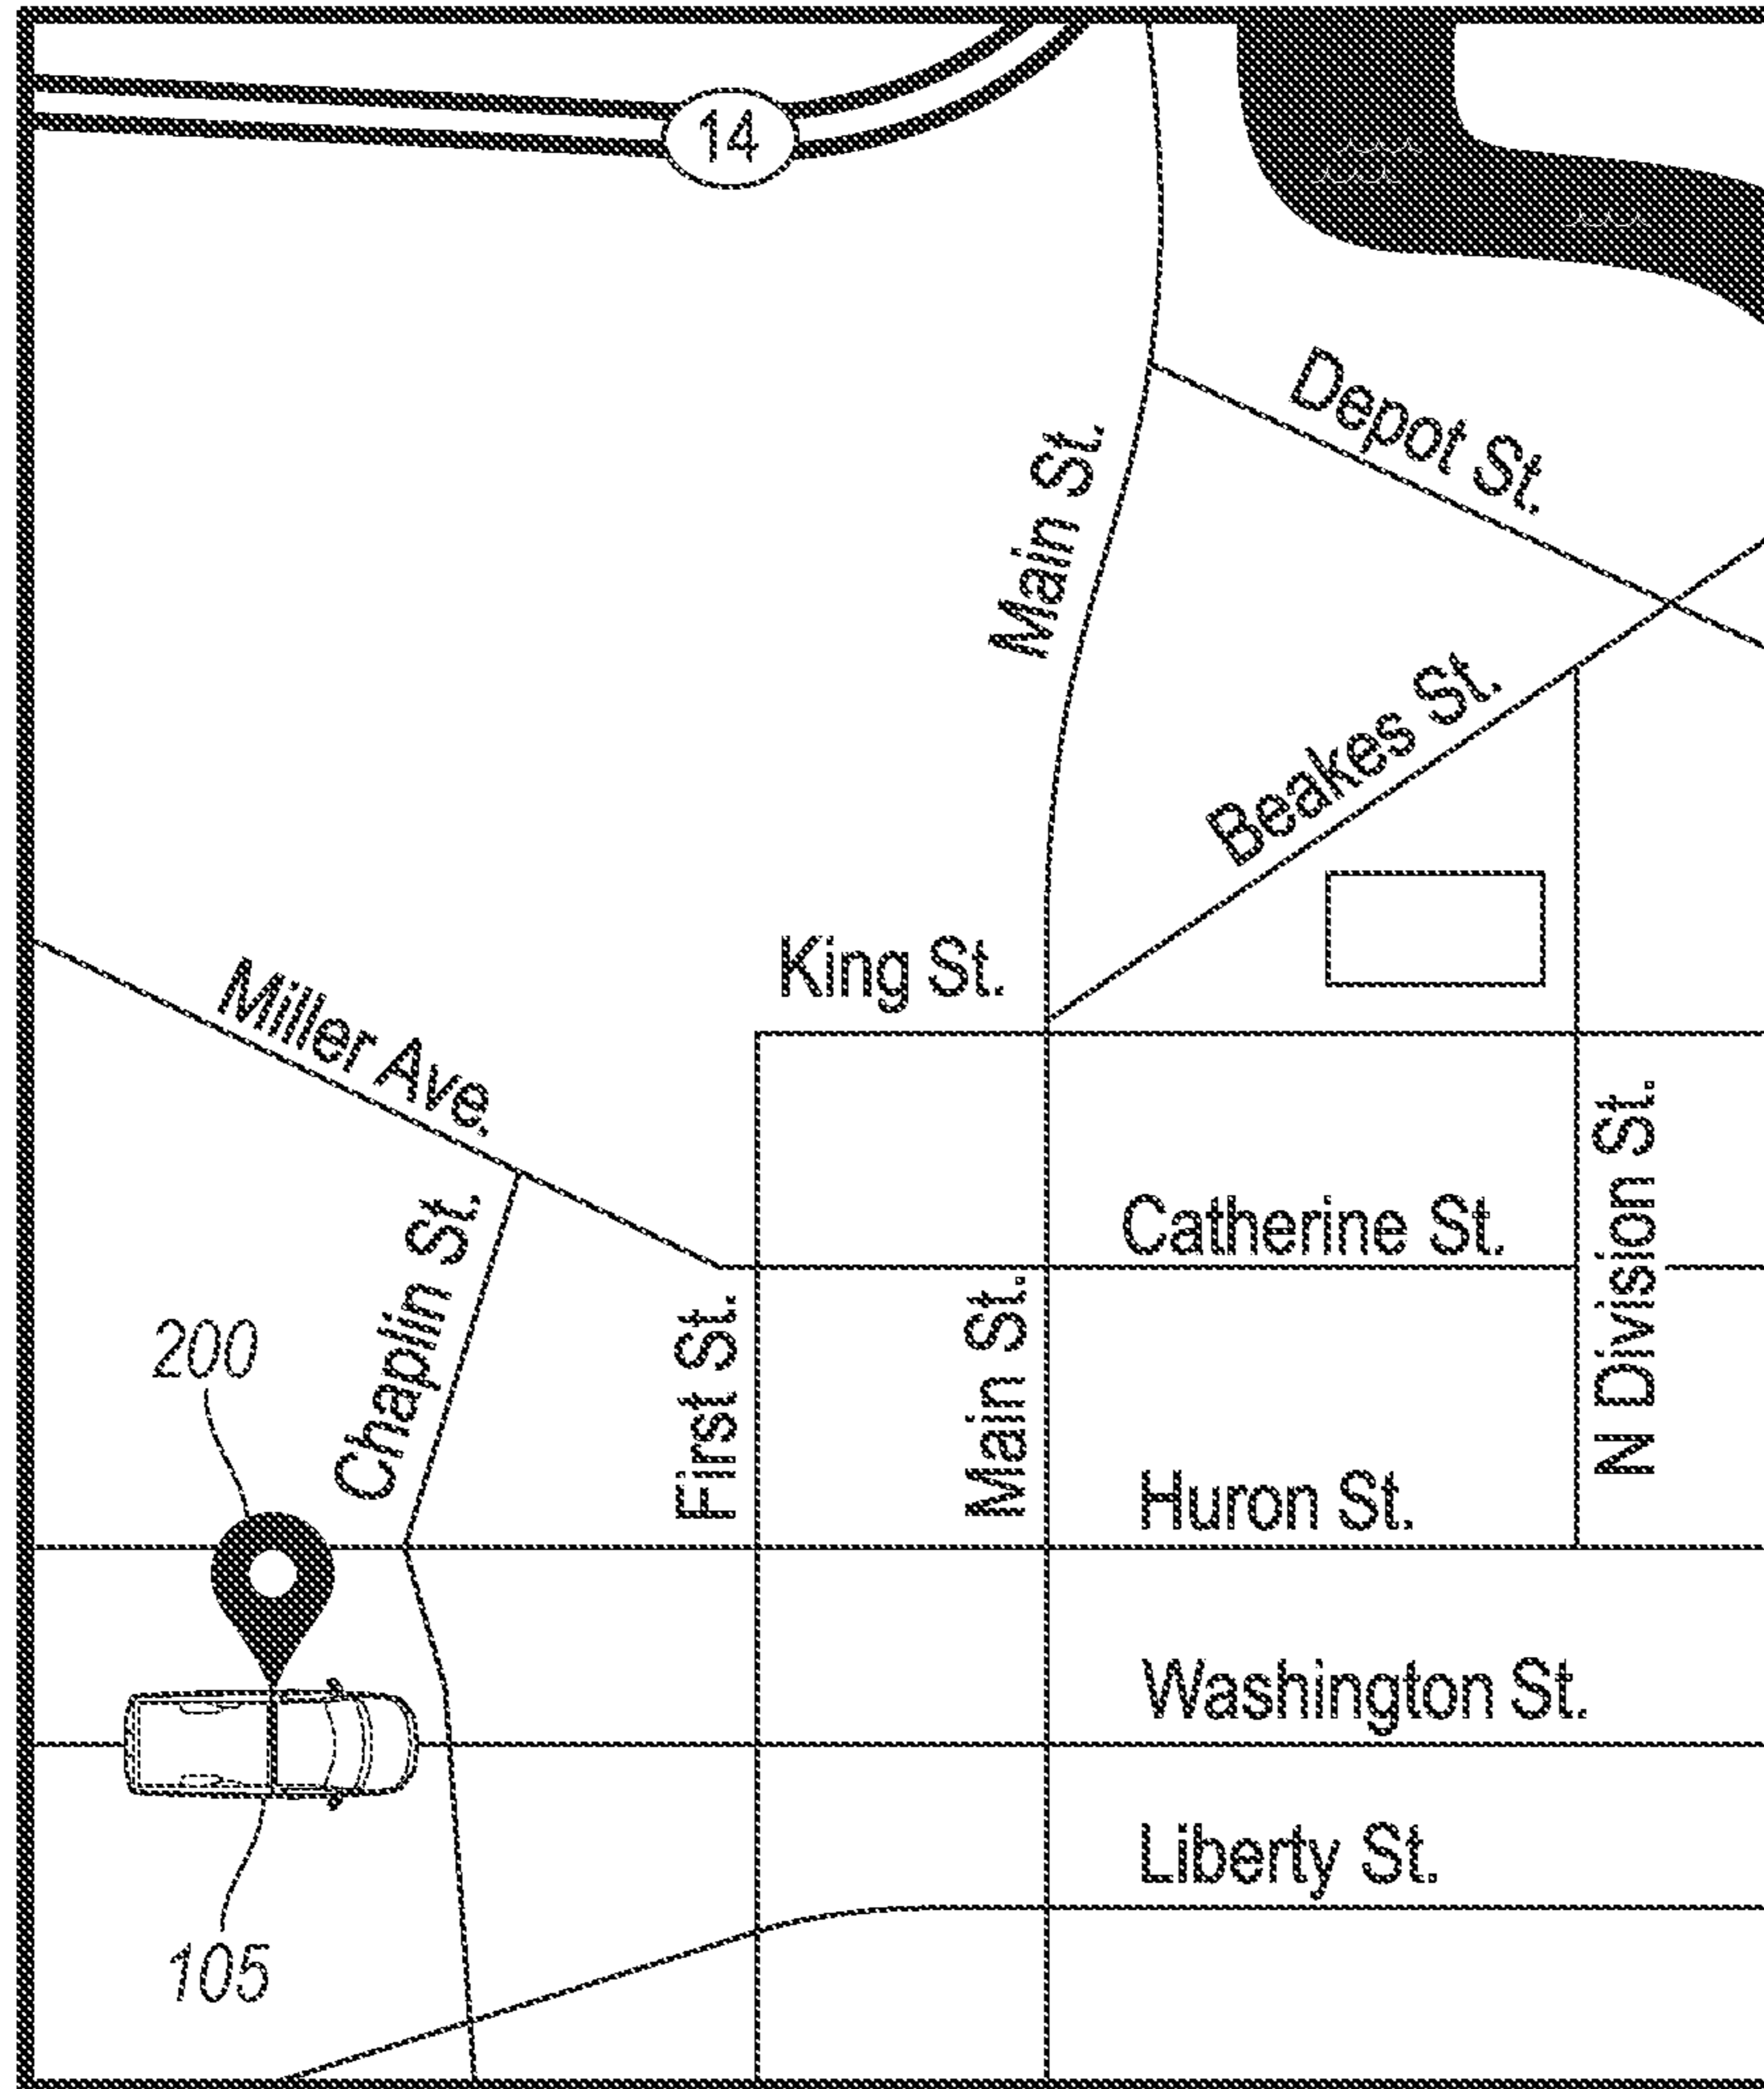 14
Depot St.
Main St.
Beakes St.
King St.
Miller Ave.
N Division St.
Catherine St.
Chaplin St.
First St.
Main St.
200
Huron St.
Washington St.
Liberty St.
105